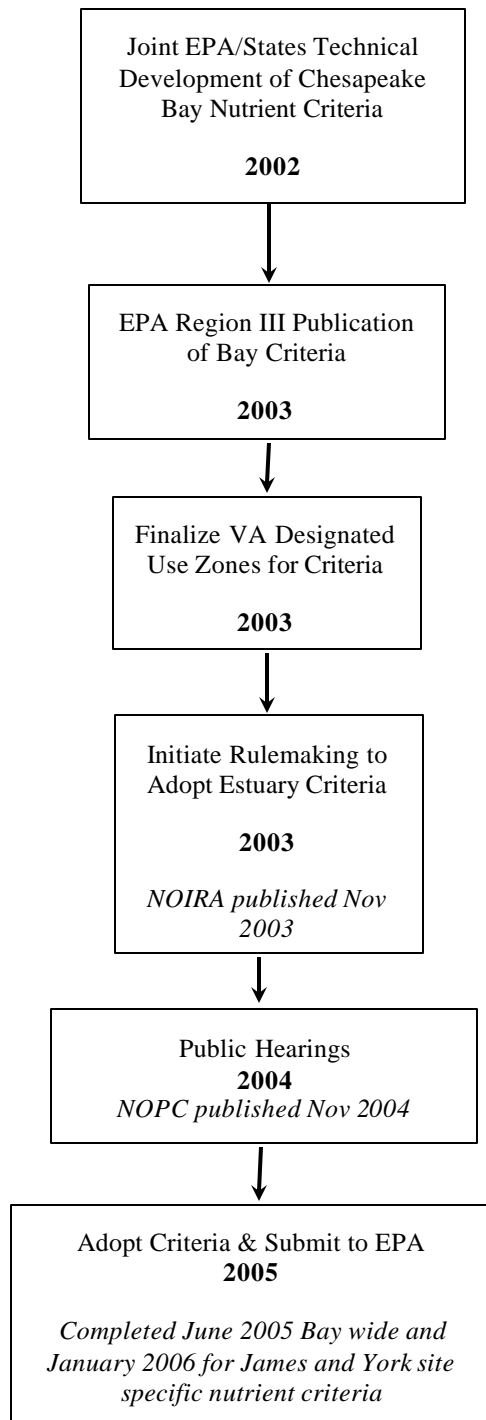 Joint EPA/States Technical
Development of Chesapeake
Bay Nutrient Criteria
2002
EPA Region III Publication
of Bay Criteria
2003
Finalize VA Designated
Use Zones for Criteria
2003
Initiate Rulemaking to
Adopt Estuary Criteria
2003
NOIRA published Nov
2003
Public Hearings
2004
NOPC published Nov 2004
Adopt Criteria & Submit to EPA
2005
Completed June 2005 Bay wide and
January 2006 for James and York site
specific nutrient criteria